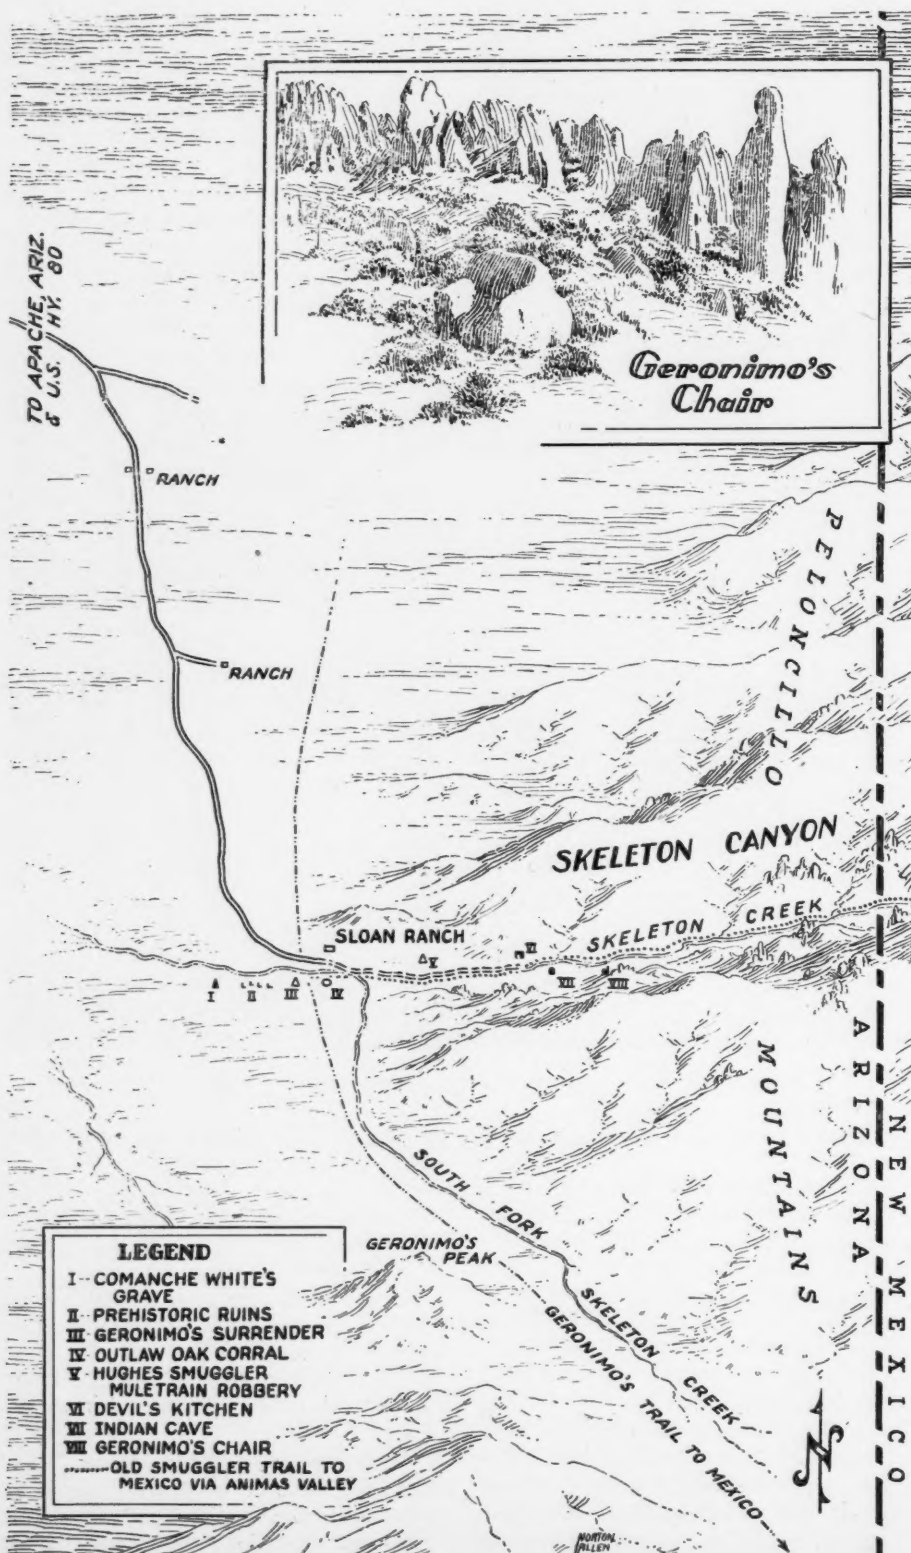 TO APACHE, ARIZ.
& U.S. HY. 80
Geronimo's
Chair
RANCH
RANCH
PELONCILLO
SKELETON CANYON
SLOAN RANCH
SKELETON CREEK
I
II
III
IV
V
VI
VII
VIII
MOUNTAINS
ARIZONA
NEW MEXICO
SOUTH FORK SKELETON CREEK
GERONIMO'S
PEAK
GERONIMO'S TRAIL TO MEXICO
LEGEND
I-- COMANCHE WHITE'S
GRAVE
II-- PREHISTORIC RUINS
III- GERONIMO'S SURRENDER
IV- OUTLAW OAK CORRAL
V- HUGHES SMUGGLER
MULETRAIN ROBBERY
VI DEVIL'S KITCHEN
VII INDIAN CAVE
VIII GERONIMO'S CHAIR
........--OLD SMUGGLER TRAIL TO
MEXICO VIA ANIMAS VALLEY
N
NORTON
ALLEN